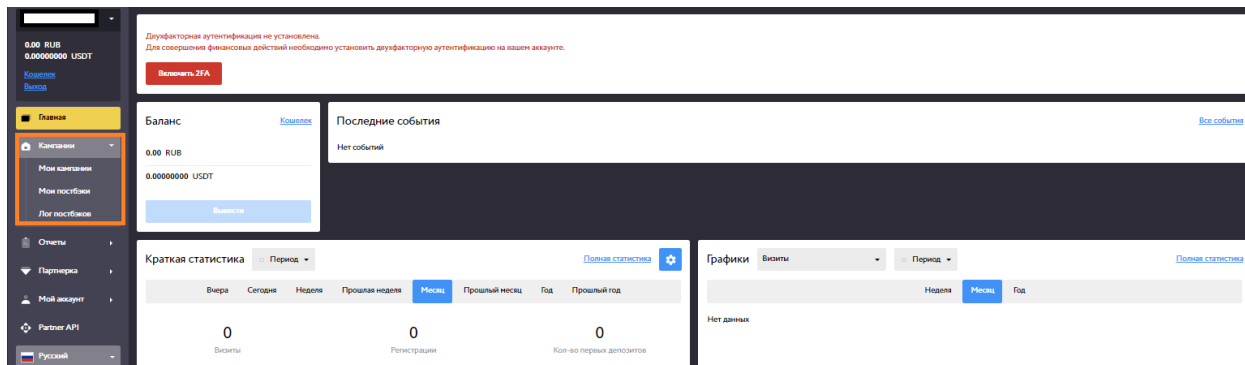 0.00 RUB
0.00000000 USDT
Кошелек
Выход
Главная
Кампании
Мои кампании
Мои постбэки
Лог постбэков
Отчеты
Партнерка
Мой аккаунт
Partner API
Русский
Двухфакторная аутентификация не установлена.
Для совершения финансовых действий необходимо установить двухфакторную аутентификацию на вашем аккаунте.
Включить 2FA
Баланс Кошелек
0.00 RUB
0.00000000 USDT
Вывести
Последние события Все события
Нет событий
Краткая статистика Период Полная статистика
Вчера Сегодня Неделя Прошлая неделя Месяц Прошлый месяц Год Прошлый год
0 0 0
Визиты Регистрации Кол-во первых депозитов
Графики Визиты Период Полная статистика
Неделя Месяц Год
Нет данных